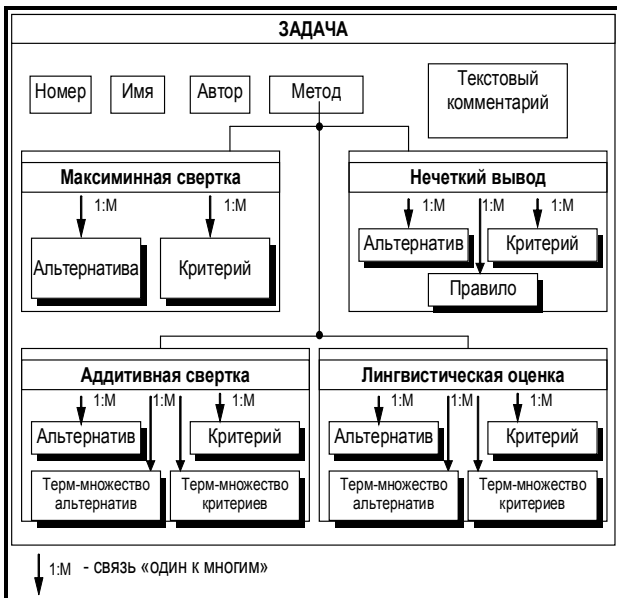 ЗАДАЧА
Номер
Имя
Автор
Метод
Текстовый
комментарий
Максиминная свертка
1:М
1:М
Альтернатива
Критерий
Нечеткий вывод
1:М
1:М
1:М
Альтернатив
Критерий
Правило
Аддитивная свертка
1:М
1:М
1:М
Альтернатив
Критерий
Терм-множество
альтернатив
Терм-множество
критериев
Лингвистическая оценка
1:М
1:М
1:М
Альтернатив
Критерий
Терм-множество
альтернатив
Терм-множество
критериев
1:М - связь «один к многим»